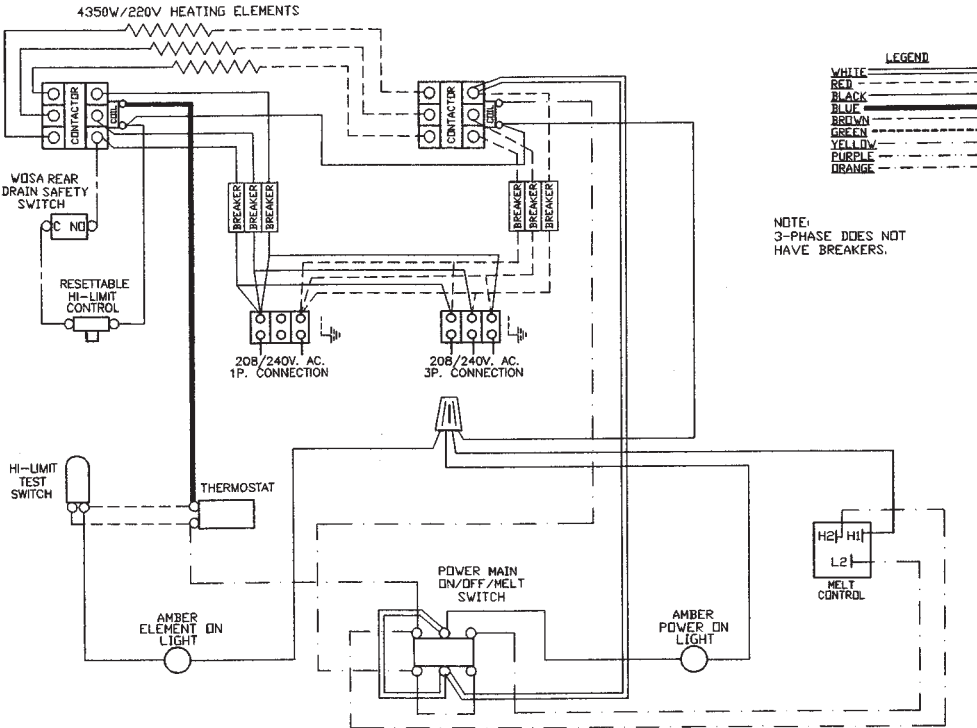 4350W/220V HEATING ELEMENTS
LEGEND
WHITE
RED
BLACK
BLUE
BROWN
GREEN
YELLOW
PURPLE
ORANGE
CONTACTOR
COIL
CONTACTOR
COIL
WOSA REAR
DRAIN SAFETY
SWITCH
C NO
BREAKER
BREAKER
BREAKER
BREAKER
BREAKER
BREAKER
NOTE:
3-PHASE DOES NOT
HAVE BREAKERS.
RESETTABLE
HI-LIMIT
CONTROL
208/240V. AC.
1P. CONNECTION
208/240V. AC.
3P. CONNECTION
HI-LIMIT
TEST
SWITCH
THERMOSTAT
H2 H1
L2
MELT
CONTROL
POWER MAIN
ON/OFF/MELT
SWITCH
AMBER
ELEMENT ON
LIGHT
AMBER
POWER ON
LIGHT